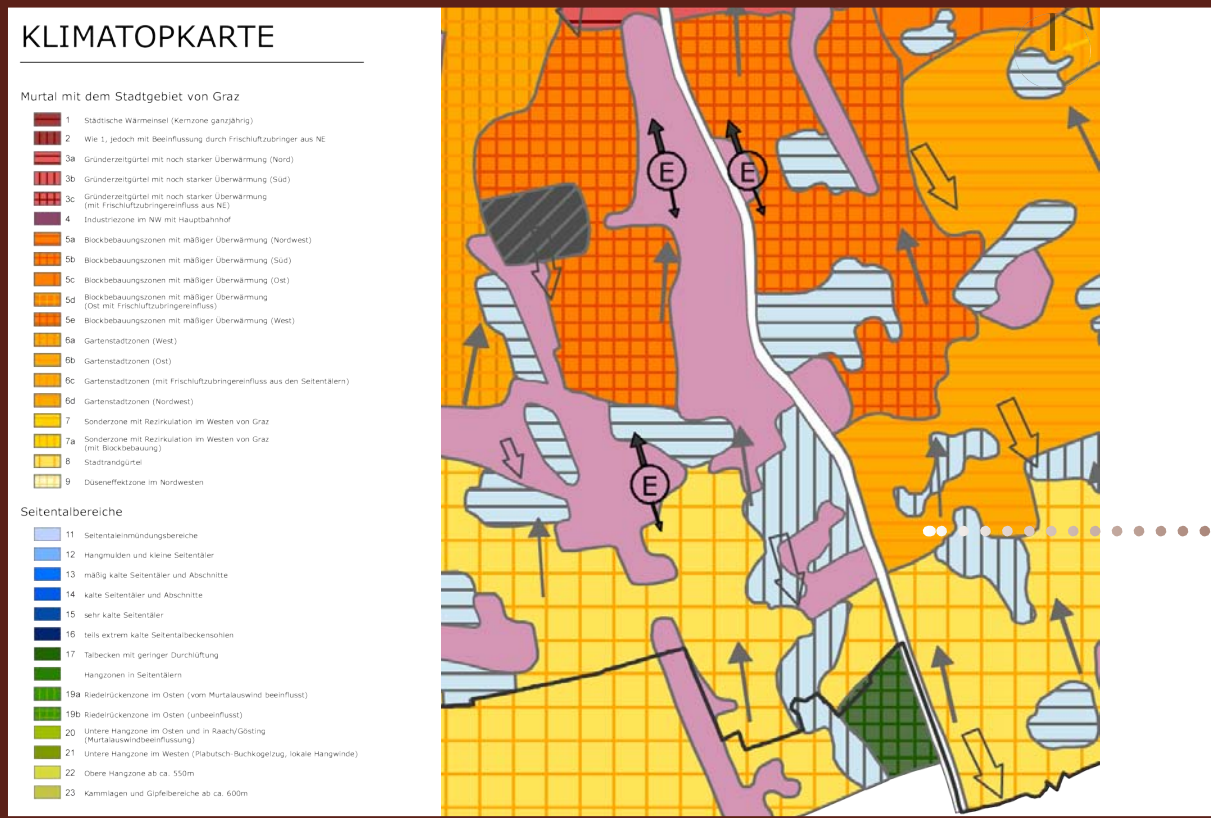 KLIMATOPKARTE
Murtal mit dem Stadtgebiet von Graz
1 Städtische Wärmeinsel (Kernzone ganzjährig)
2 Wie 1, jedoch mit Beeinflussung durch Frischluftzubringer aus NE
3a Gründerzeitgürtel mit noch starker Überwärmung (Nord)
3b Gründerzeitgürtel mit noch starker Überwärmung (Süd)
3c Gründerzeitgürtel mit noch starker Überwärmung
(mit Frischluftzubringereinfluss aus NE)
4 Industriezone im NW mit Hauptbahnhof
5a Blockbebauungszonen mit mäßiger Überwärmung (Nordwest)
5b Blockbebauungszonen mit mäßiger Überwärmung (Süd)
5c Blockbebauungszonen mit mäßiger Überwärmung (Ost)
5d Blockbebauungszonen mit mäßiger Überwärmung
(Ost mit Frischluftzubringereinfluss)
5e Blockbebauungszonen mit mäßiger Überwärmung (West)
6a Gartenstadtzonen (West)
6b Gartenstadtzonen (Ost)
6c Gartenstadtzonen (mit Frischluftzubringereinfluss aus den Seitentälern)
6d Gartenstadtzonen (Nordwest)
7 Sonderzone mit Rezirkulation im Westen von Graz
7a Sonderzone mit Rezirkulation im Westen von Graz
(mit Blockbebauung)
8 Stadtrandgürtel
9 Düseneffektzone im Nordwesten
Seitentalbereiche
11 Seitentaleinmündungsbereiche
12 Hangmulden und kleine Seitentäler
13 mäßig kalte Seitentäler und Abschnitte
14 kalte Seitentäler und Abschnitte
15 sehr kalte Seitentäler
16 teils extrem kalte Seitentalbeckensohlen
17 Talbecken mit geringer Durchlüftung
Hangzonen in Seitentälern
19a Riedelrückenzone im Osten (vom Murtalauswind beeinflusst)
19b Riedelrückenzone im Osten (unbeeinflusst)
20 Untere Hangzone im Osten und in Raach/Gösting
(Murtalauswindbeeinflussung)
21 Untere Hangzone im Westen (Plabutsch-Buchkogelzug, lokale Hangwinde)
22 Obere Hangzone ab ca. 550m
23 Kammlagen und Gipfelbereiche ab ca. 600m
E
E
E